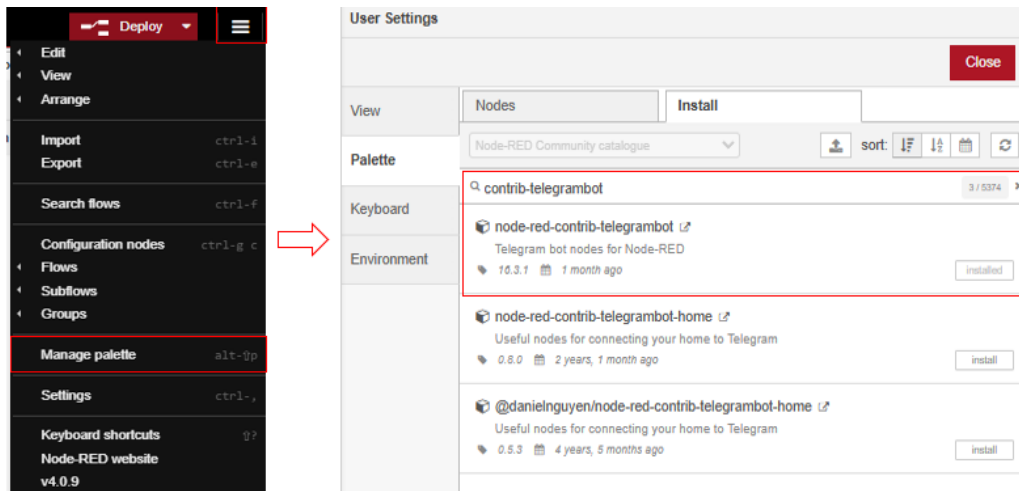 Deploy
Edit
View
Arrange
Import ctrl-i
Export ctrl-e
Search flows ctrl-f
Configuration nodes ctrl-g c
Flows
Subflows
Groups
Manage palette alt-⇧p
Settings ctrl-,
Keyboard shortcuts ⇧?
Node-RED website
v4.0.9
User Settings
Close
View
Palette
Keyboard
Environment
Nodes Install
Node-RED Community catalogue sort:
contrib-telegrambot 3 / 5374
node-red-contrib-telegrambot
Telegram bot nodes for Node-RED
16.3.1 1 month ago installed
node-red-contrib-telegrambot-home
Useful nodes for connecting your home to Telegram
0.8.0 2 years, 1 month ago install
@danielnguyen/node-red-contrib-telegrambot-home
Useful nodes for connecting your home to Telegram
0.5.3 4 years, 5 months ago install